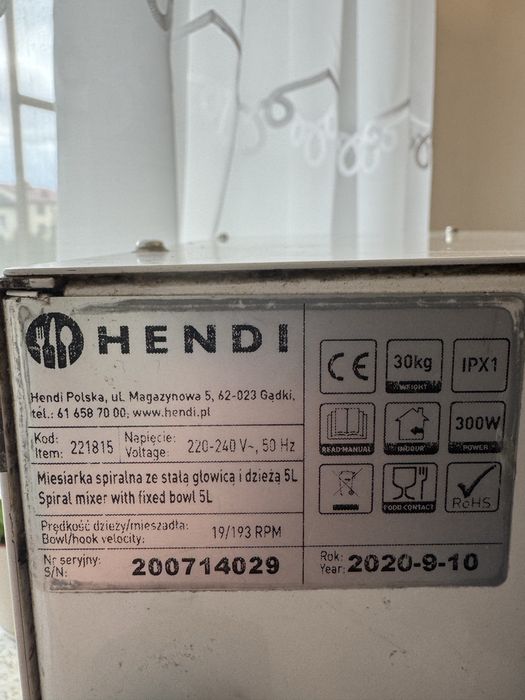 HENDI
Hendi Polska, ul. Magazynowa 5, 62-023 Gądki,
tel.: 61 658 70 00; www.hendi.pl
Kod: 221815 Napięcie: 220-240 V~, 50 Hz
Item: Voltage:
Miesiarka spiralna ze stałą głowicą i dzieżą 5L
Spiral mixer with fixed bowl 5L
Prędkość dzieży/mieszadła: 19/193 RPM
Bowl/hook velocity:
Nr seryjny: 200714029 Rok: 2020-9-10
S/N: Year:
CE 30kg IPX1
WEIGHT
READ MANUAL INDOOR 300W
POWER
FOOD CONTACT RoHS